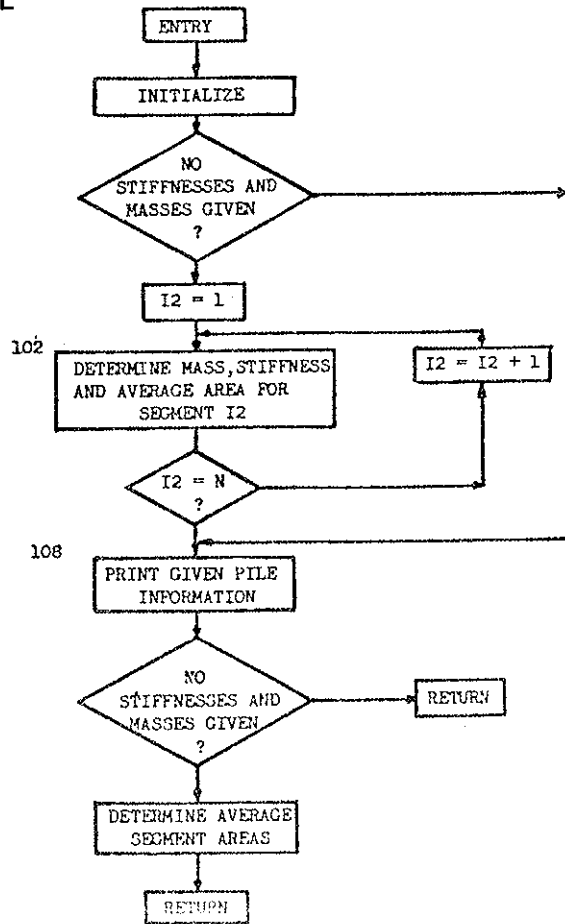 ENTRY
INITIALIZE
NO
STIFFNESSES AND
MASSES GIVEN
?
I2 = 1
102
DETERMINE MASS,STIFFNESS
AND AVERAGE AREA FOR
SEGMENT I2
I2 = I2 + 1
I2 = N
?
108
PRINT GIVEN PILE
INFORMATION
NO
STIFFNESSES AND
MASSES GIVEN
?
RETURN
DETERMINE AVERAGE
SEGMENT AREAS
RETURN